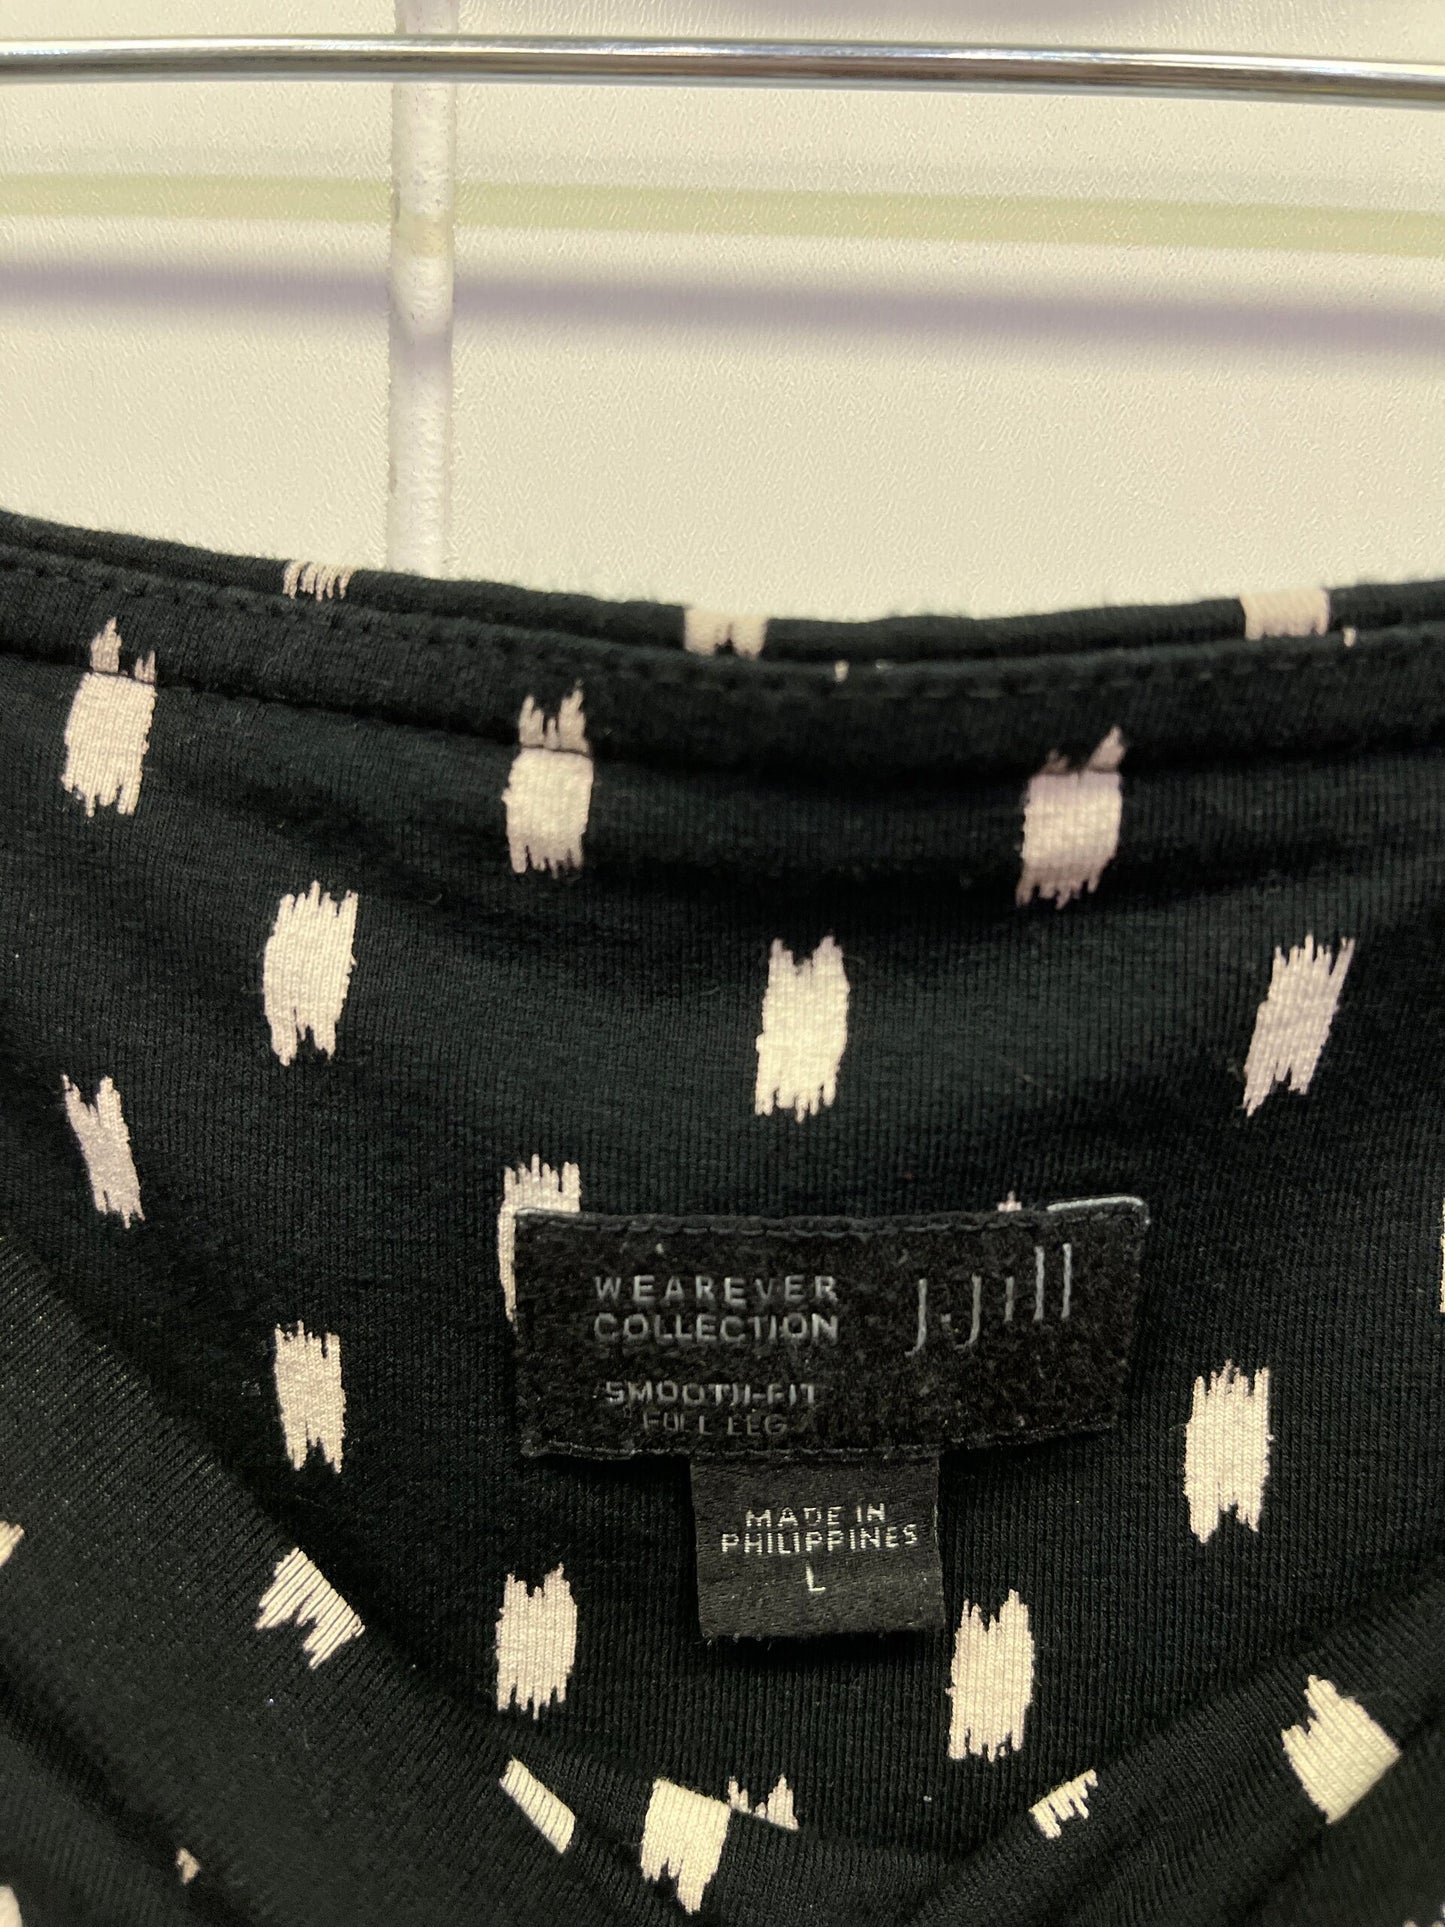 WEAREVER
COLLECTION
J.Jill
SMOOTH-FIT
FULL LEG
MADE IN
PHILIPPINES
L